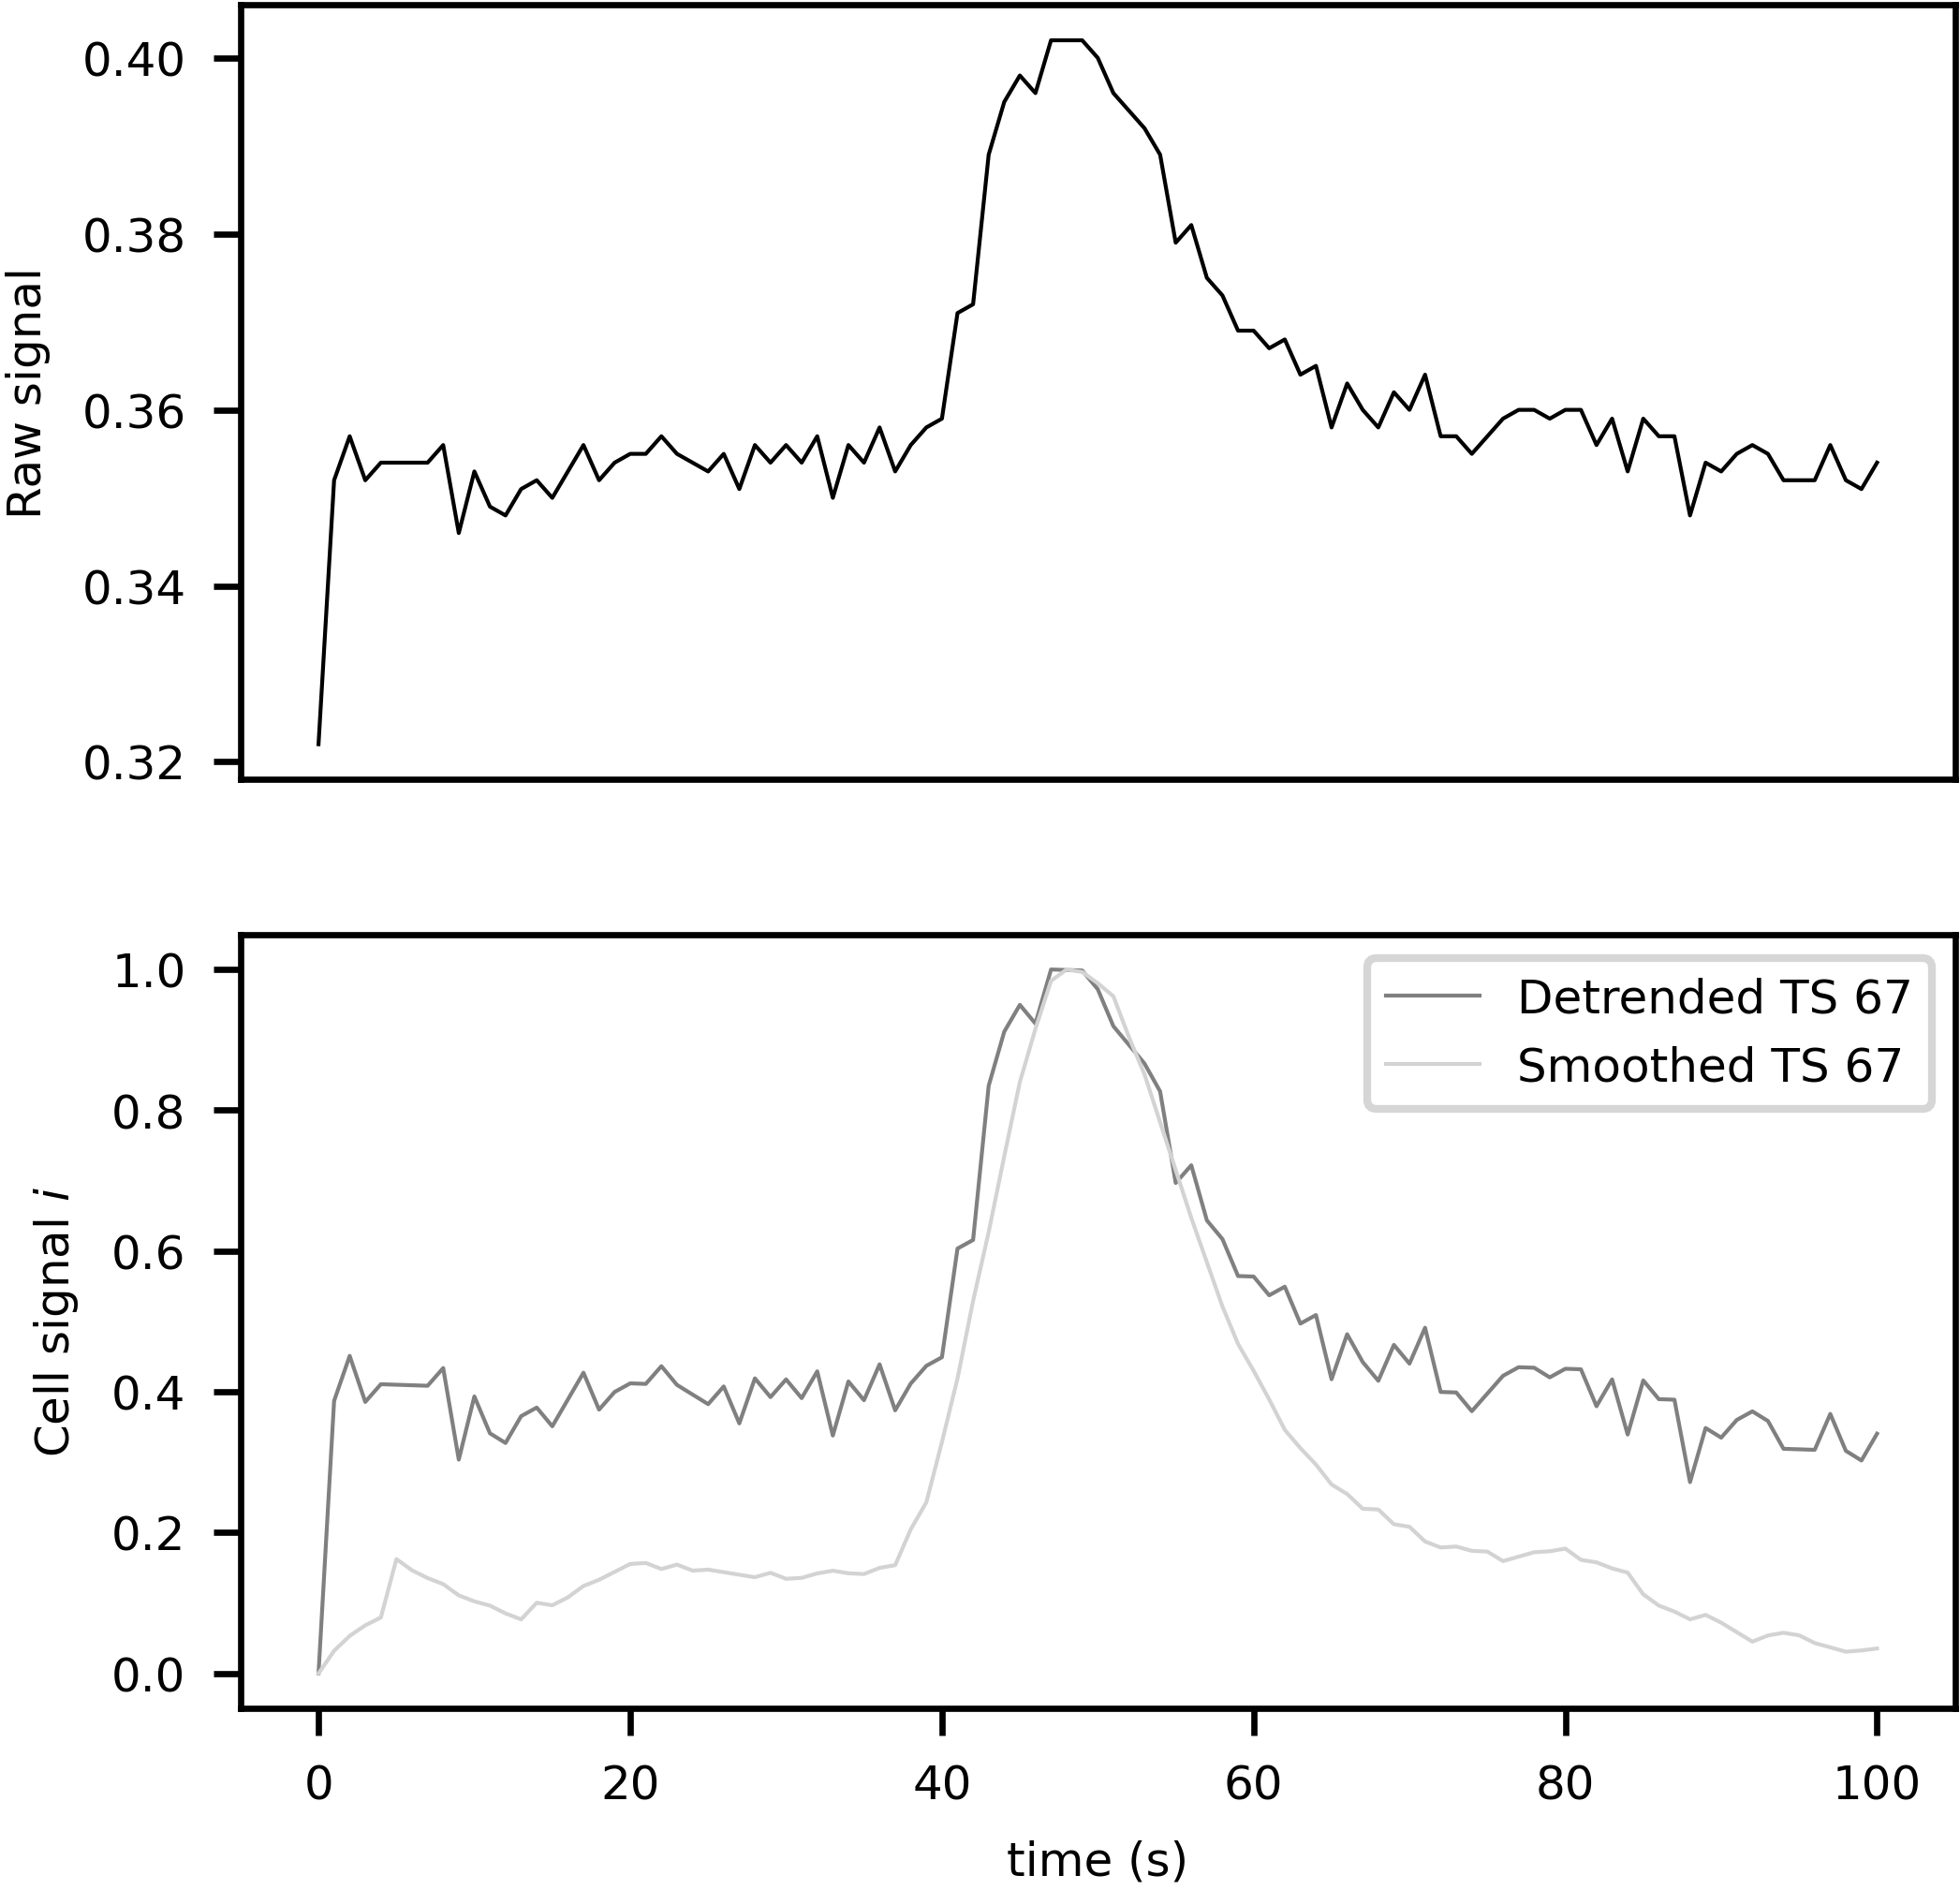 0.40
0.38
0.36
0.34
0.32
Raw signal
1.0
0.8
0.6
0.4
0.2
0.0
Cell signal i
Detrended TS 67
Smoothed TS 67
0 20 40 60 80 100
time (s)